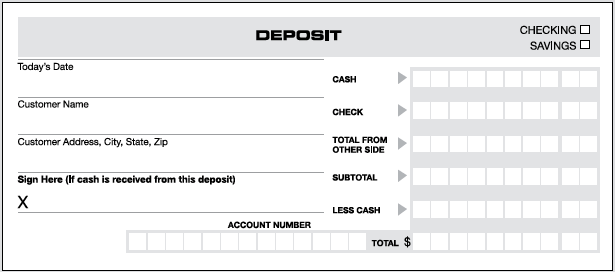 DEPOSIT
CHECKING
SAVINGS
Today's Date
Customer Name
Customer Address, City, State, Zip
Sign Here (If cash is received from this deposit)
X
CASH
CHECK
TOTAL FROM
OTHER SIDE
SUBTOTAL
LESS CASH
ACCOUNT NUMBER
TOTAL $